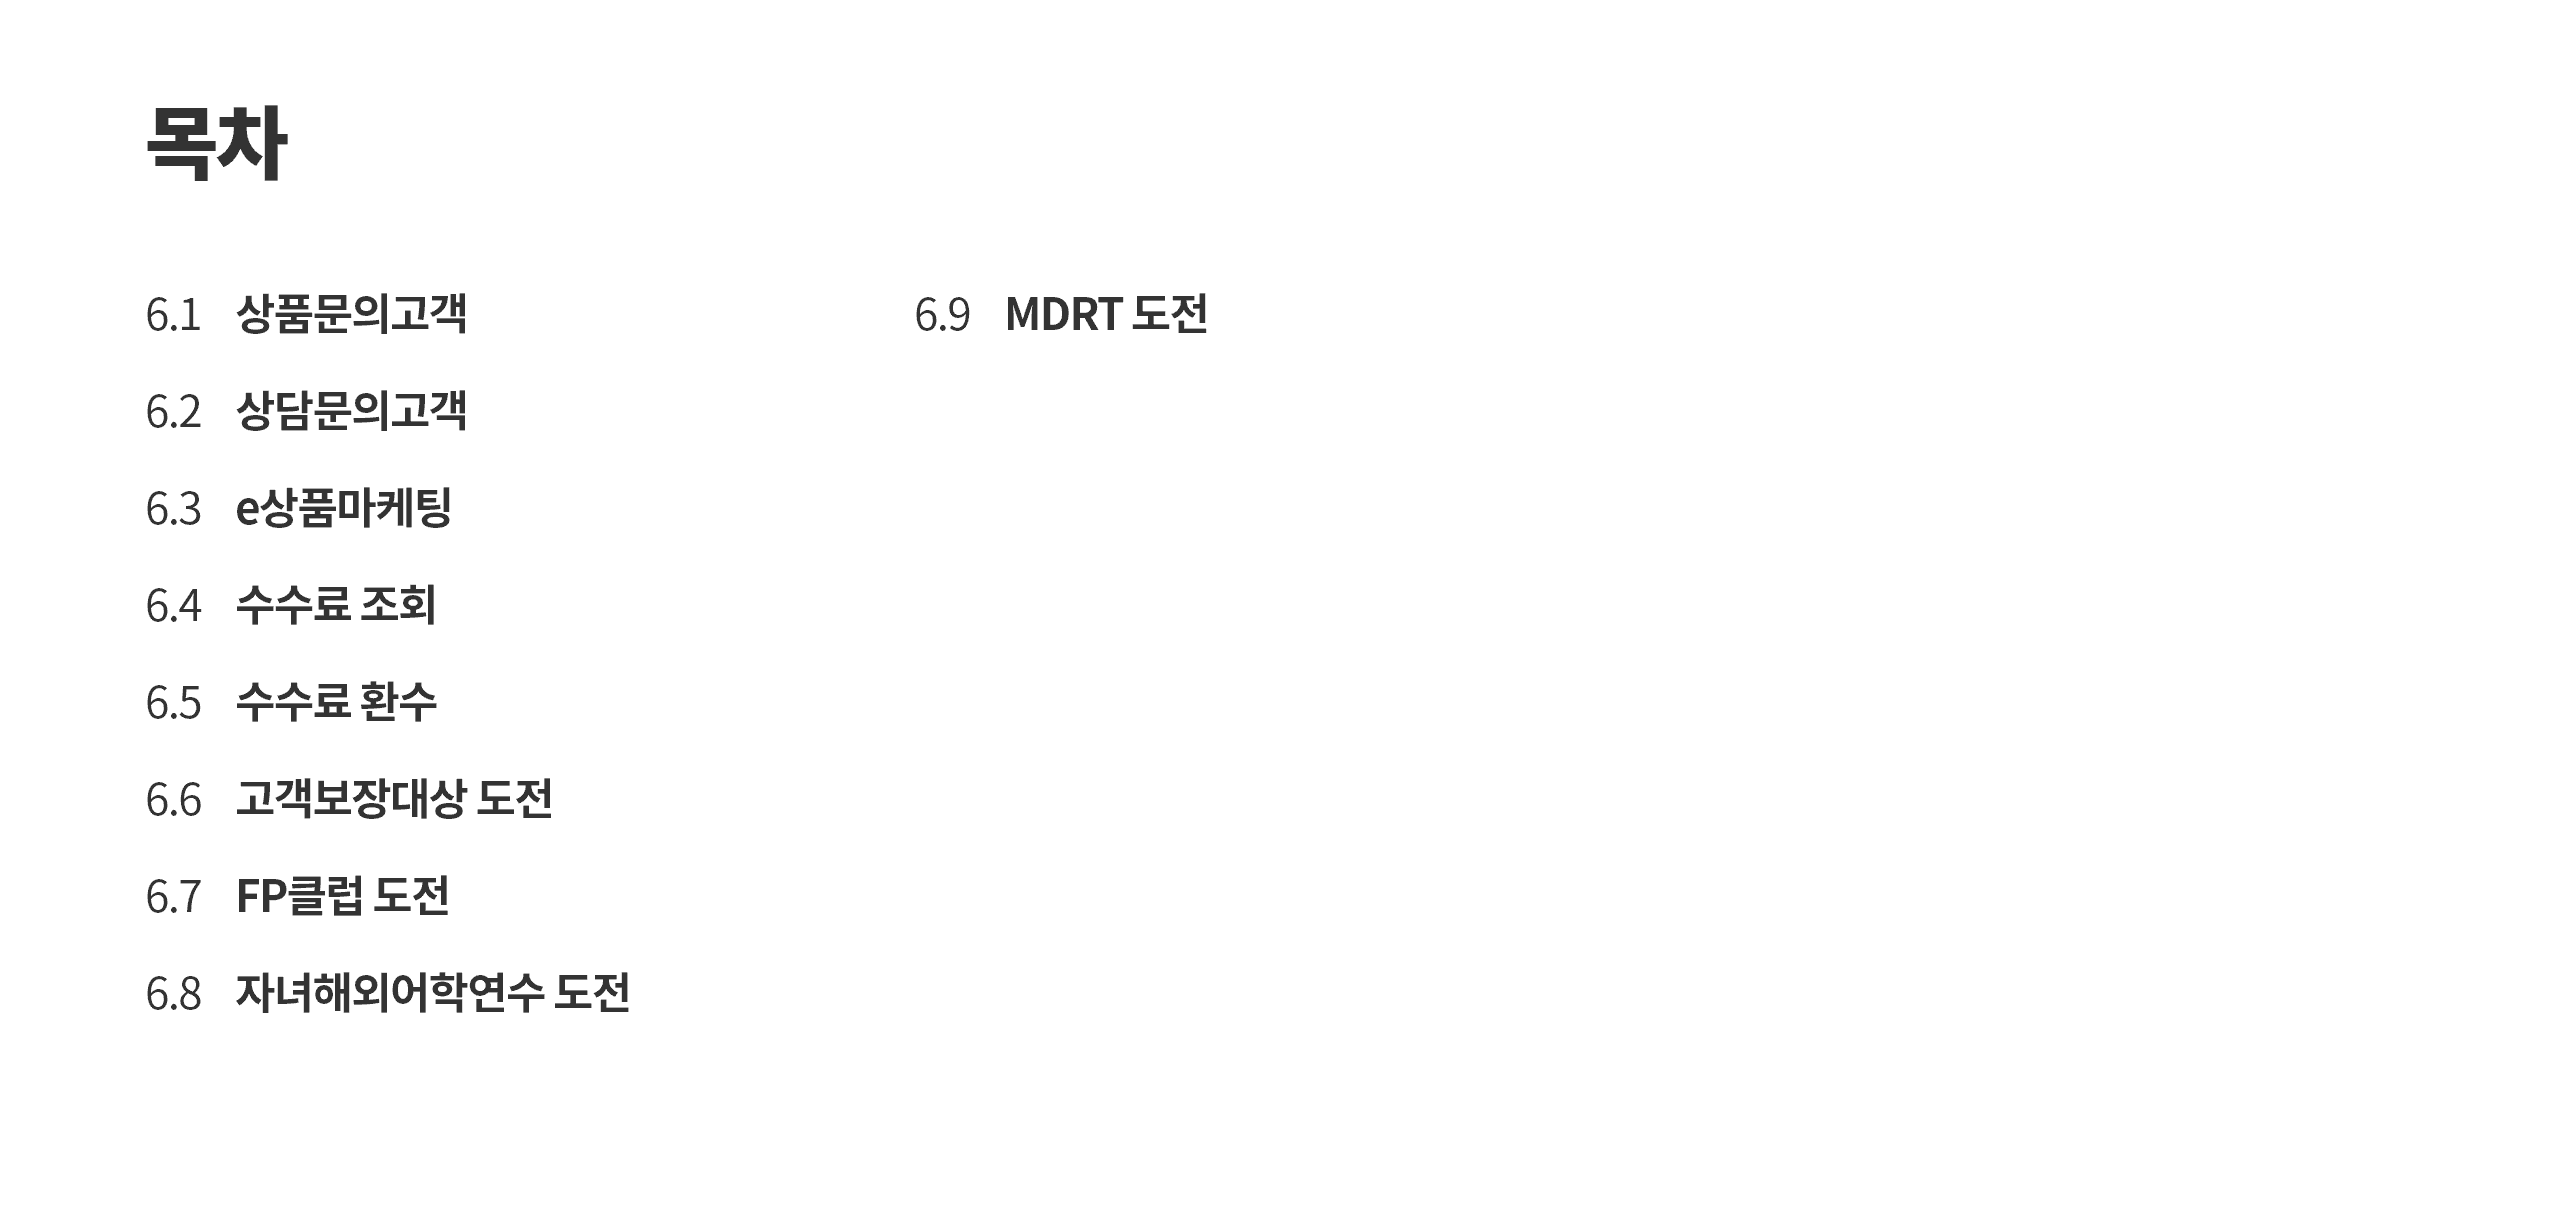 목차
6.1 상품문의고객
6.2 상담문의고객
6.3 e상품마케팅
6.4 수수료 조회
6.5 수수료 환수
6.6 고객보장대상 도전
6.7 FP클럽 도전
6.8 자녀해외어학연수 도전
6.9 MDRT 도전